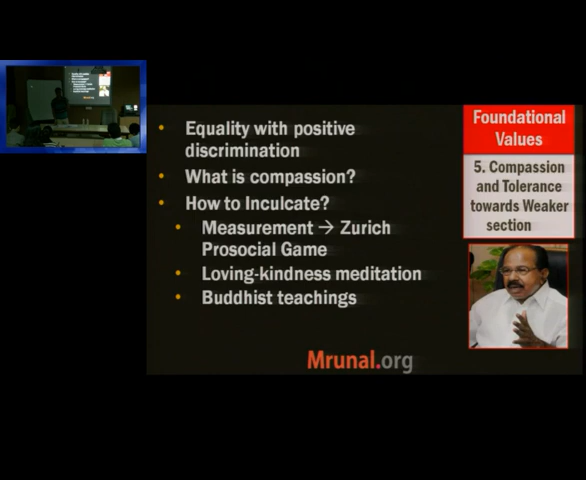 • Equality with positive
discrimination
• What is compassion?
• How to Inculcate?
• Measurement → Zurich
Prosocial Game
• Loving-kindness meditation
• Buddhist teachings
Foundational
Values
5. Compassion
and Tolerance
towards Weaker
section
Mrunal.org